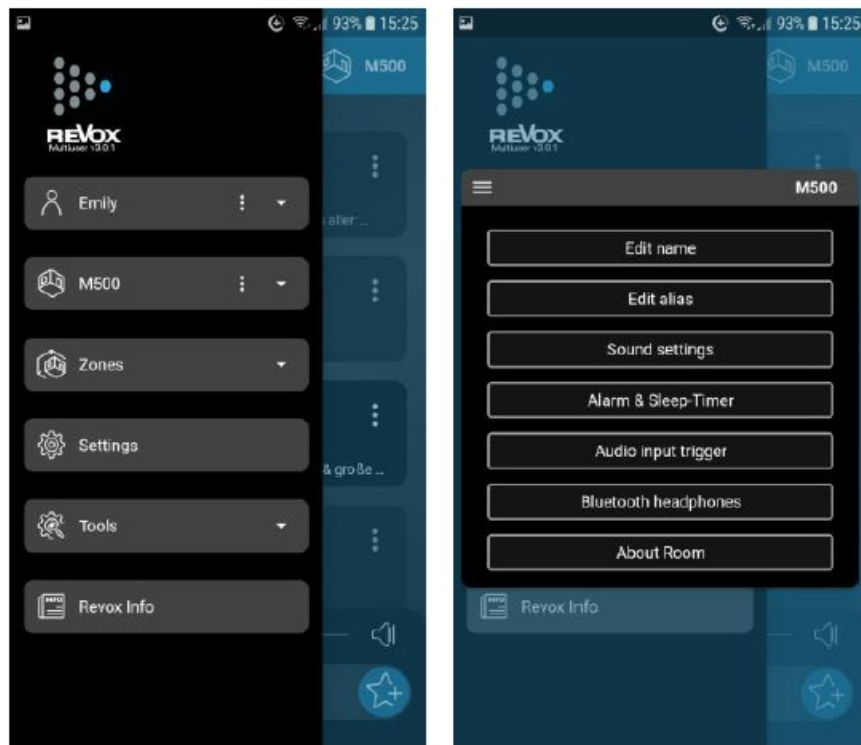 93% 15:25
M500
REVOX
Multiuser v3.0.1
Emily
s aller ...
M500
Zones
Settings
& große ...
Tools
INFO
Revox Info
93% 15:25
M500
REVOX
Multiuser v3.0.1
M500
Edit name
Edit alias
Sound settings
Alarm & Sleep-Timer
Audio input trigger
Bluetooth headphones
About Room
INFO
Revox Info